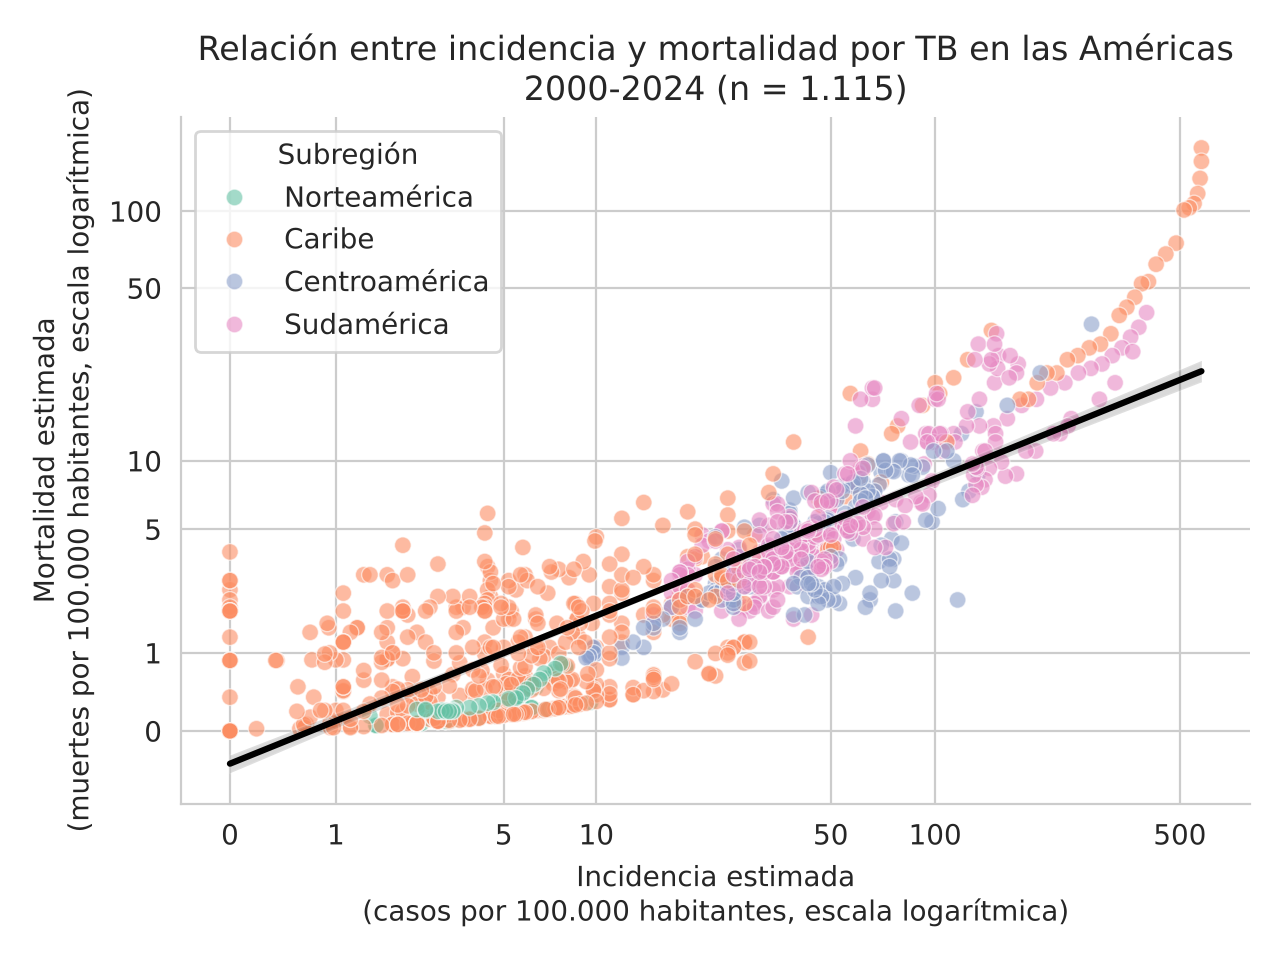 Relación entre incidencia y mortalidad por TB en las Américas
2000-2024 (n = 1.115)
Mortalidad estimada
(muertes por 100.000 habitantes, escala logarítmica)
Subregión
Norteamérica
Caribe
Centroamérica
Sudamérica
100
50
10
5
1
0
0 1 5 10 50 100 500
Incidencia estimada
(casos por 100.000 habitantes, escala logarítmica)